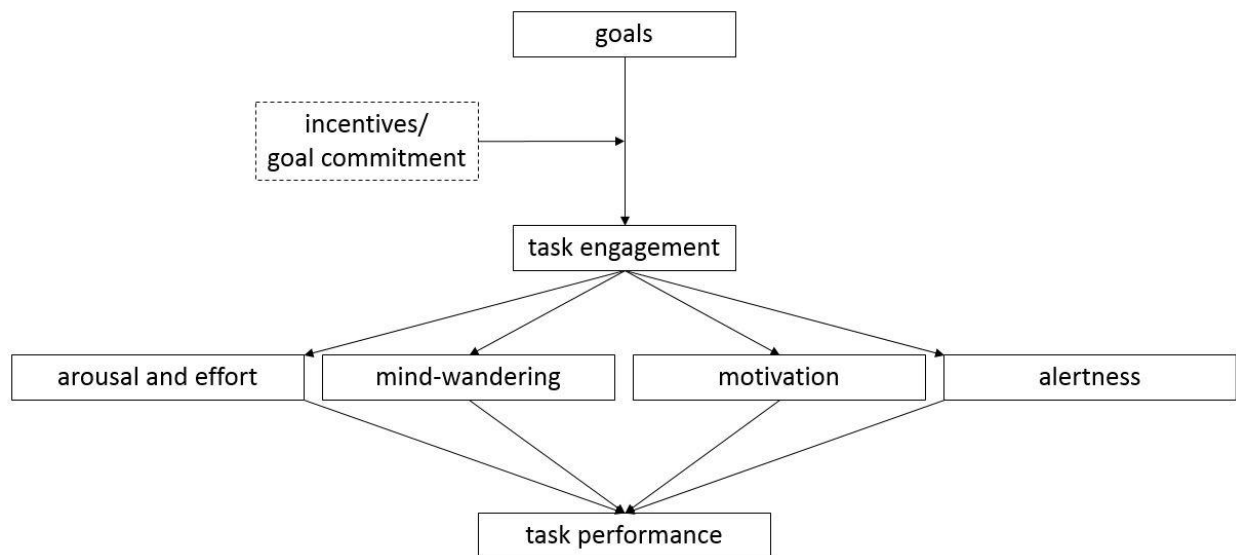 goals
incentives/
goal commitment
task engagement
arousal and effort
mind-wandering
motivation
alertness
task performance